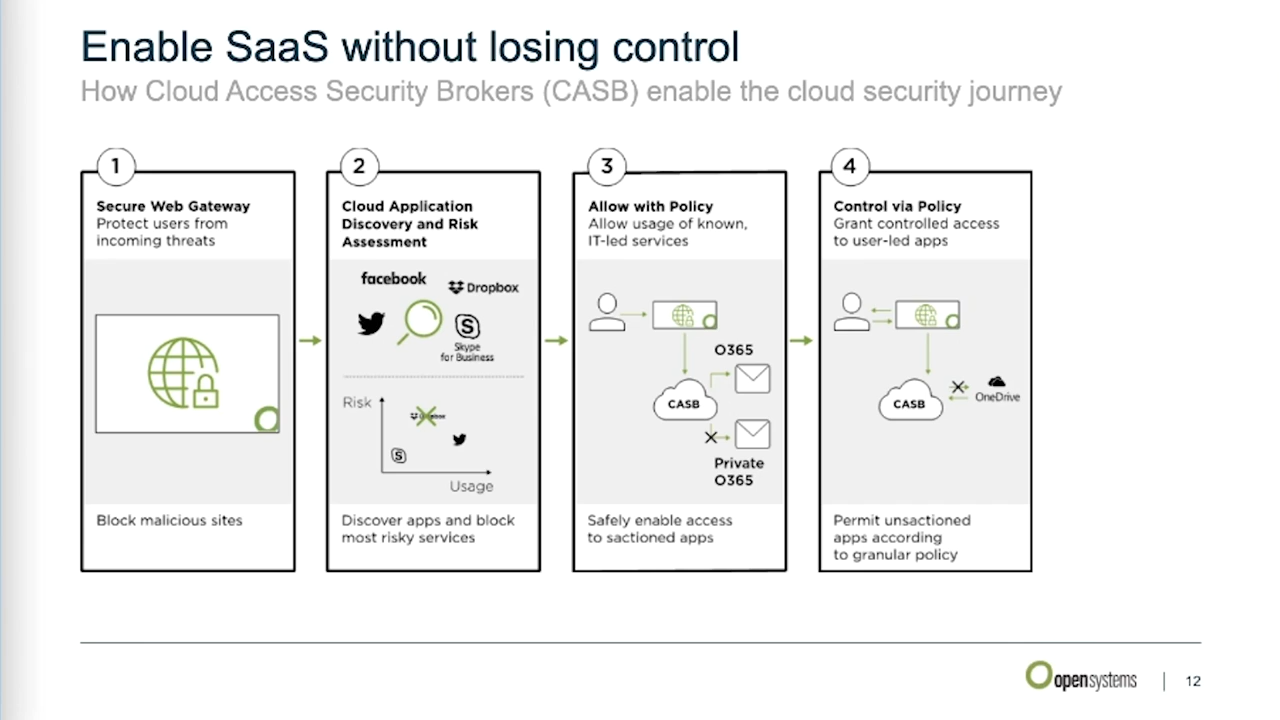 Enable SaaS without losing control
How Cloud Access Security Brokers (CASB) enable the cloud security journey
1
Secure Web Gateway
Protect users from
incoming threats
Block malicious sites
2
Cloud Application
Discovery and Risk
Assessment
facebook
Dropbox
Skype
for Business
Risk
Usage
Discover apps and block
most risky services
3
Allow with Policy
Allow usage of known,
IT-led services
O365
CASB
Private
O365
Safely enable access
to sactioned apps
4
Control via Policy
Grant controlled access
to user-led apps
CASB
OneDrive
Permit unsactioned
apps according
to granular policy
open systems
12